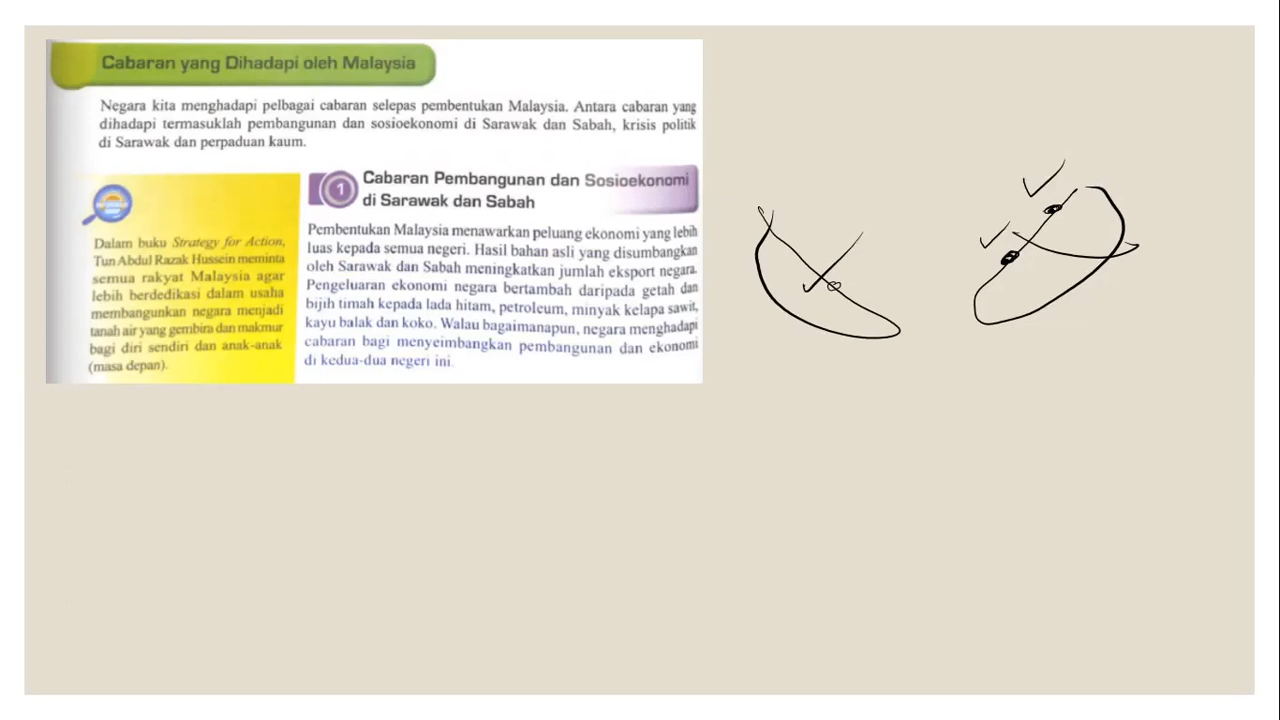 Cabaran yang Dihadapi oleh Malaysia
Negara kita menghadapi pelbagai cabaran selepas pembentukan Malaysia. Antara cabaran yang
dihadapi termasuklah pembangunan dan sosioekonomi di Sarawak dan Sabah, krisis politik
di Sarawak dan perpaduan kaum.
Dalam buku Strategy for Action,
Tun Abdul Razak Hussein meminta
semua rakyat Malaysia agar
lebih berdedikasi dalam usaha
membangunkan negara menjadi
tanah air yang gembira dan makmur
bagi diri sendiri dan anak-anak
(masa depan).
1
Cabaran Pembangunan dan Sosioekonomi
di Sarawak dan Sabah
Pembentukan Malaysia menawarkan peluang ekonomi yang lebih
luas kepada semua negeri. Hasil bahan asli yang disumbangkan
oleh Sarawak dan Sabah meningkatkan jumlah eksport negara.
Pengeluaran ekonomi negara bertambah daripada getah dan
bijih timah kepada lada hitam, petroleum, minyak kelapa sawit,
kayu balak dan koko. Walau bagaimanapun, negara menghadapi
cabaran bagi menyeimbangkan pembangunan dan ekonomi
di kedua-dua negeri ini.